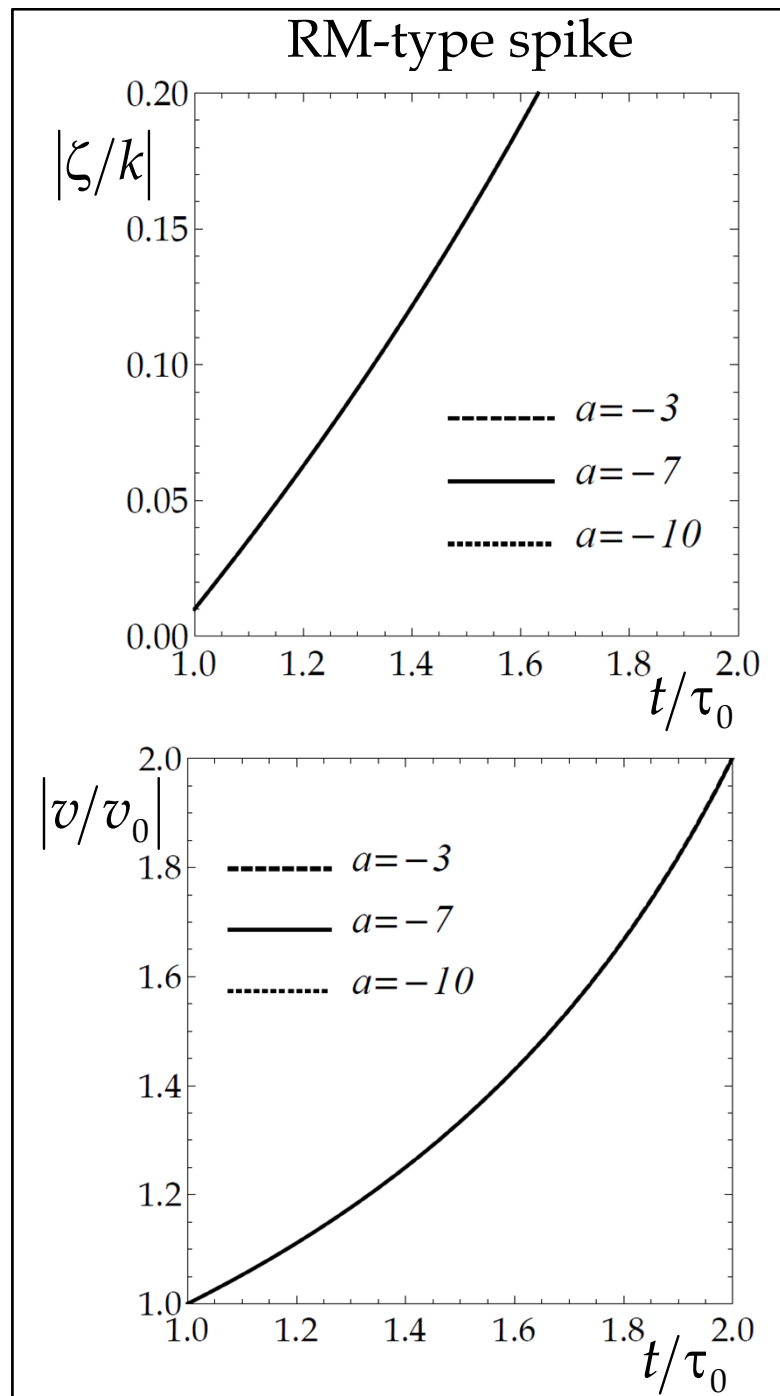 RM-type spike
|ζ/k|
0.20
0.15
0.10
0.05
0.00
a=−3
a=−7
a=−10
1.0 1.2 1.4 1.6 1.8 2.0
t/τ₀
|v/v₀|
2.0
1.8
1.6
1.4
1.2
1.0
a=−3
a=−7
a=−10
1.0 1.2 1.4 1.6 1.8 2.0
t/τ₀